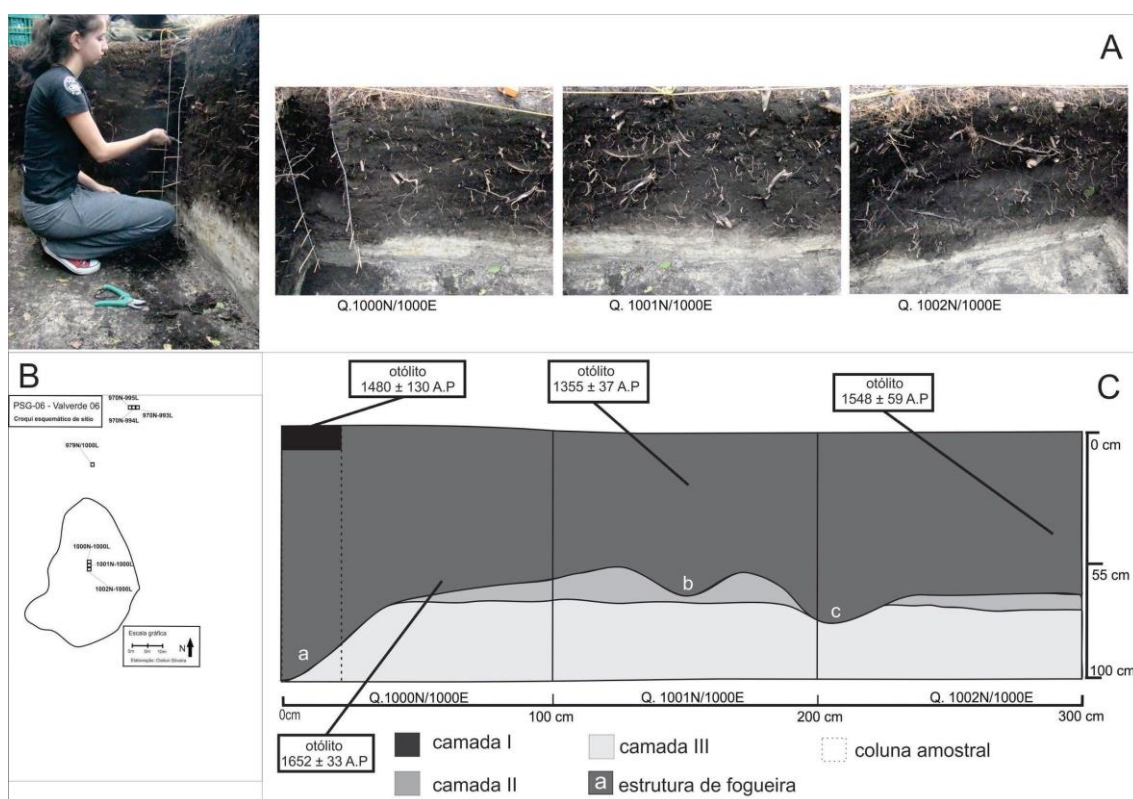 A
Q.1000N/1000E
Q. 1001N/1000E
Q. 1002N/1000E
B
PSG-06 - Valverde 06
Croqui esquemático de sítio
970N-995L
970N-993L
970N-994L
979N/1000L
1000N-1000L
1001N-1000L
1002N-1000L
Escala gráfica
0m
10m
N
C
otólito
1480 ± 130 A.P
otólito
1355 ± 37 A.P
otólito
1548 ± 59 A.P
0 cm
55 cm
100 cm
a
b
c
Q.1000N/1000E
Q. 1001N/1000E
Q. 1002N/1000E
0cm
100 cm
200 cm
300 cm
otólito
1652 ± 33 A.P
camada I
camada II
camada III
a estrutura de fogueira
coluna amostral